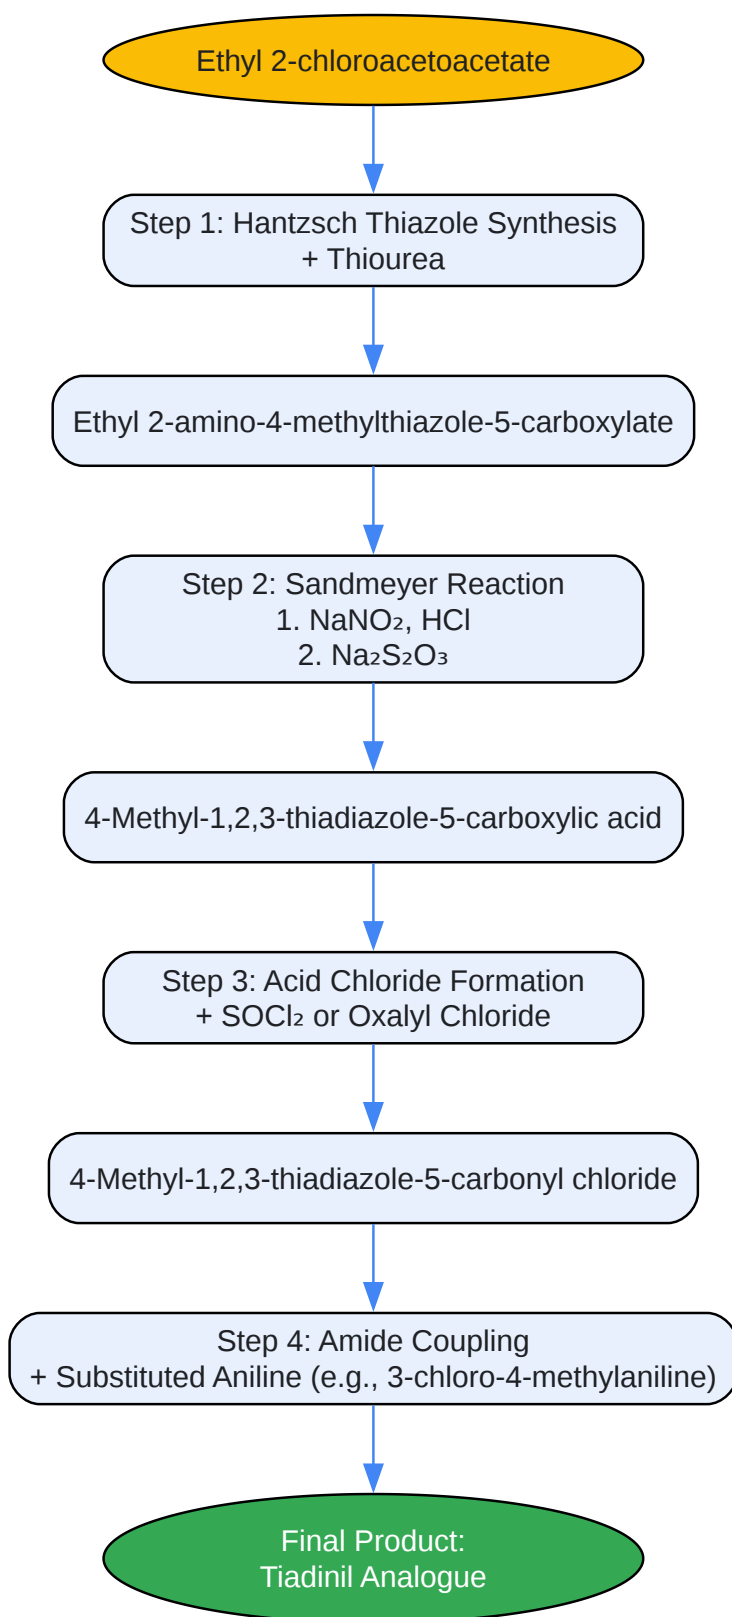 Ethyl 2-chloroacetoacetate
Step 1: Hantzsch Thiazole Synthesis
+ Thiourea
Ethyl 2-amino-4-methylthiazole-5-carboxylate
Step 2: Sandmeyer Reaction
1. NaNO₂, HCl
2. Na₂S₂O₃
4-Methyl-1,2,3-thiadiazole-5-carboxylic acid
Step 3: Acid Chloride Formation
+ SOCl₂ or Oxalyl Chloride
4-Methyl-1,2,3-thiadiazole-5-carbonyl chloride
Step 4: Amide Coupling
+ Substituted Aniline (e.g., 3-chloro-4-methylaniline)
Final Product:
Tiadinil Analogue